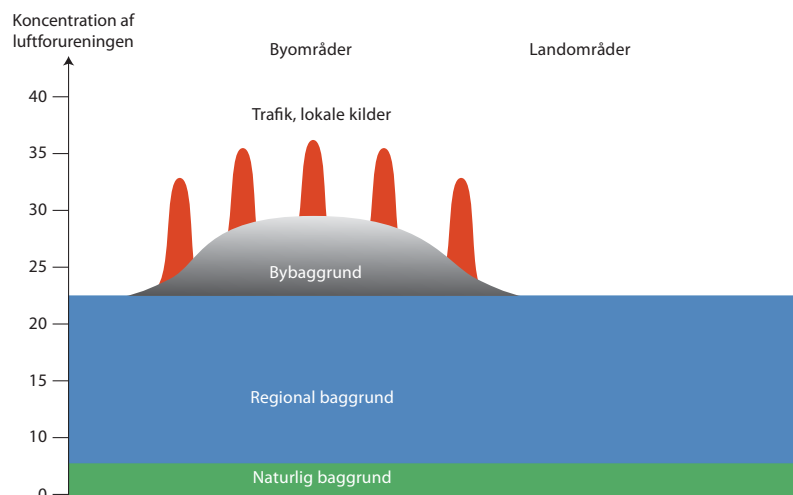 Koncentration af
luftforureningen
Byområder
Landområder
40
Trafik, lokale kilder
35
30
25
Bybaggrund
20
15
Regional baggrund
10
Naturlig baggrund
0